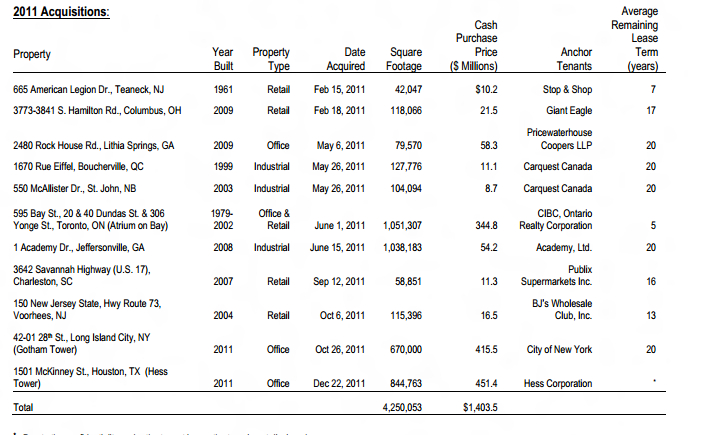 2011 Acquisitions:
Property Year Built Property Type Date Acquired Square Footage Cash Purchase Price ($ Millions) Anchor Tenants Average Remaining Lease Term (years)
665 American Legion Dr., Teaneck, NJ 1961 Retail Feb 15, 2011 42,047 $10.2 Stop & Shop 7
3773-3841 S. Hamilton Rd., Columbus, OH 2009 Retail Feb 18, 2011 118,066 21.5 Giant Eagle 17
2480 Rock House Rd., Lithia Springs, GA 2009 Office May 6, 2011 79,570 58.3 Pricewaterhouse Coopers LLP 20
1670 Rue Eiffel, Boucherville, QC 1999 Industrial May 26, 2011 127,776 11.1 Carquest Canada 20
550 McAllister Dr., St. John, NB 2003 Industrial May 26, 2011 104,094 8.7 Carquest Canada 20
595 Bay St., 20 & 40 Dundas St. & 306 Yonge St., Toronto, ON (Atrium on Bay) 1979-2002 Office & Retail June 1, 2011 1,051,307 344.8 CIBC, Ontario Realty Corporation 5
1 Academy Dr., Jeffersonville, GA 2008 Industrial June 15, 2011 1,038,183 54.2 Academy, Ltd. 20
3642 Savannah Highway (U.S. 17), Charleston, SC 2007 Retail Sep 12, 2011 58,851 11.3 Publix Supermarkets Inc. 16
150 New Jersey State, Hwy Route 73, Voorhees, NJ 2004 Retail Oct 6, 2011 115,396 16.5 BJ's Wholesale Club, Inc. 13
42-01 28th St., Long Island City, NY (Gotham Tower) 2011 Office Oct 26, 2011 670,000 415.5 City of New York 20
1501 McKinney St., Houston, TX (Hess Tower) 2011 Office Dec 22, 2011 844,763 451.4 Hess Corporation *
Total 4,250,053 $1,403.5